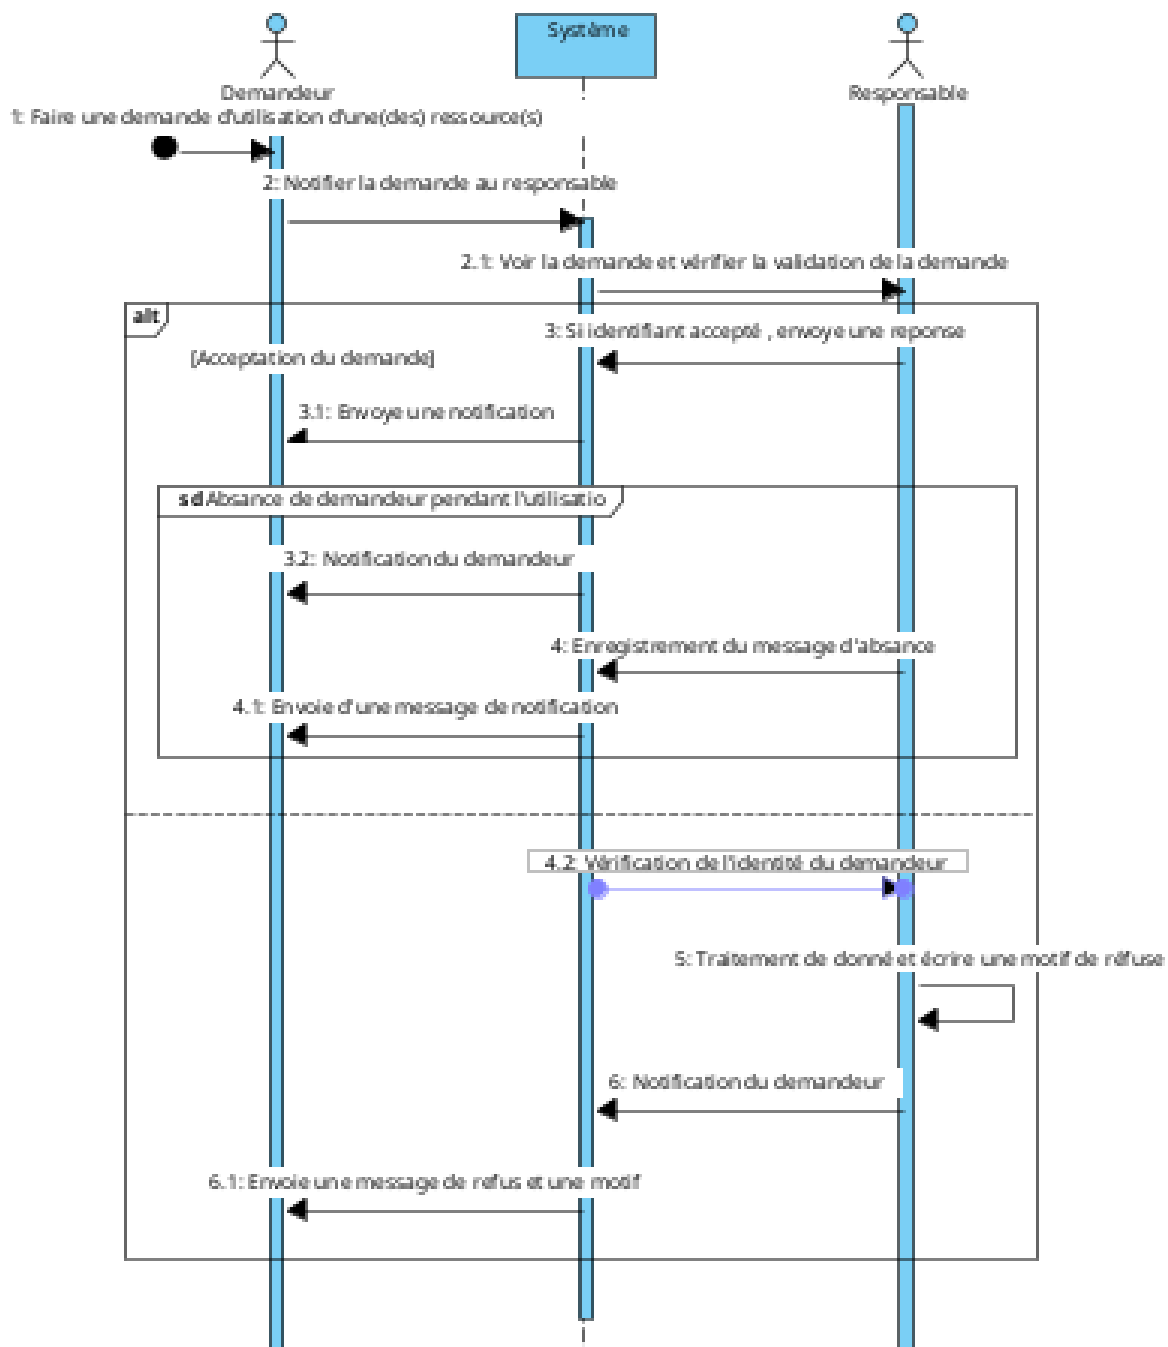 Système
Demandeur
Responsable
1: Faire une demande d'utilisation d'une(des) ressource(s)
2: Notifier la demande au responsable
2.1: Voir la demande et vérifier la validation de la demande
alt
3: Si identifiant accepté , envoye une reponse
[Acceptation du demande]
3.1: Envoye une notification
sd Absance de demandeur pendant l'utilisatio
3.2: Notification du demandeur
4: Enregistrement du message d'absance
4.1: Envoie d'une message de notification
4.2: Vérification de l'identité du demandeur
5: Traitement de donné et écrire une motif de réfuse
6: Notification du demandeur
6.1: Envoie une message de refus et une motif